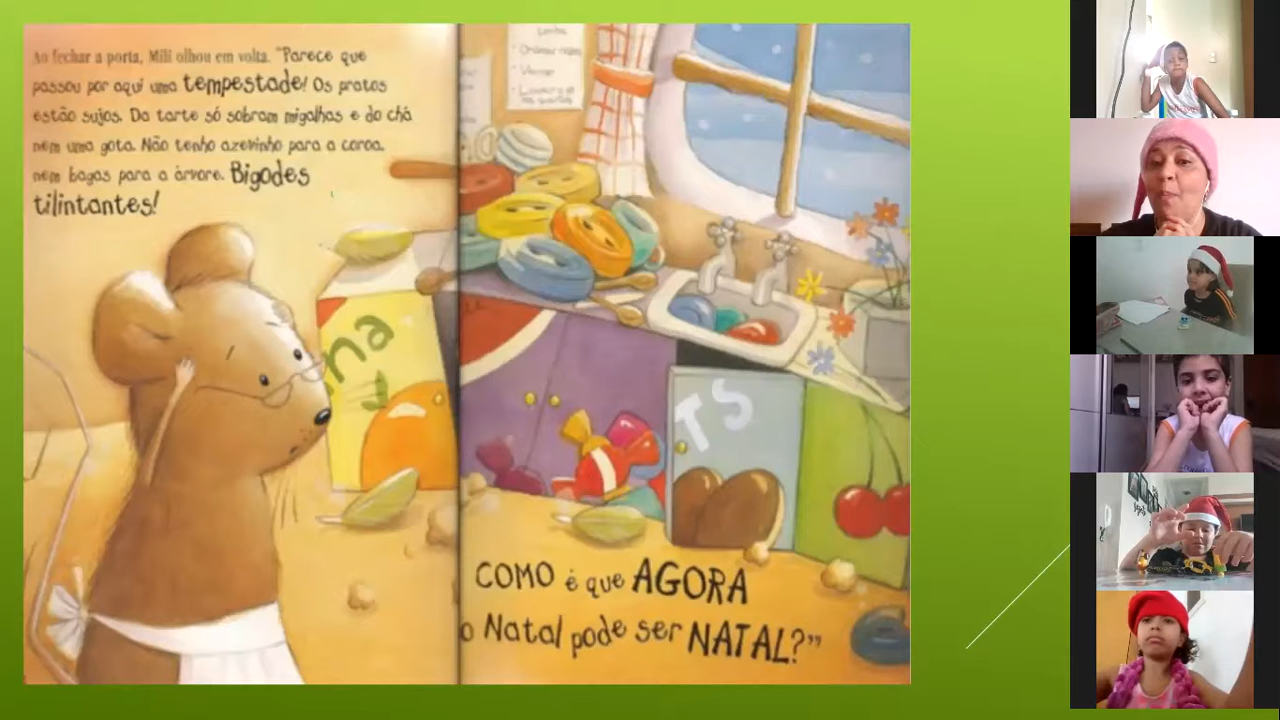 Ao fechar a porta, Mili olhou em volta. "Parece que
passou por aqui uma tempestade! Os pratos
estão sujos. Da tarte só sobram migalhas e do chá
nem uma gota. Não tenho azevinho para a coroa,
nem bagas para a árvore. Bigodes
tilintantes!
na
TS
COMO é que AGORA
o Natal pode ser NATAL?"